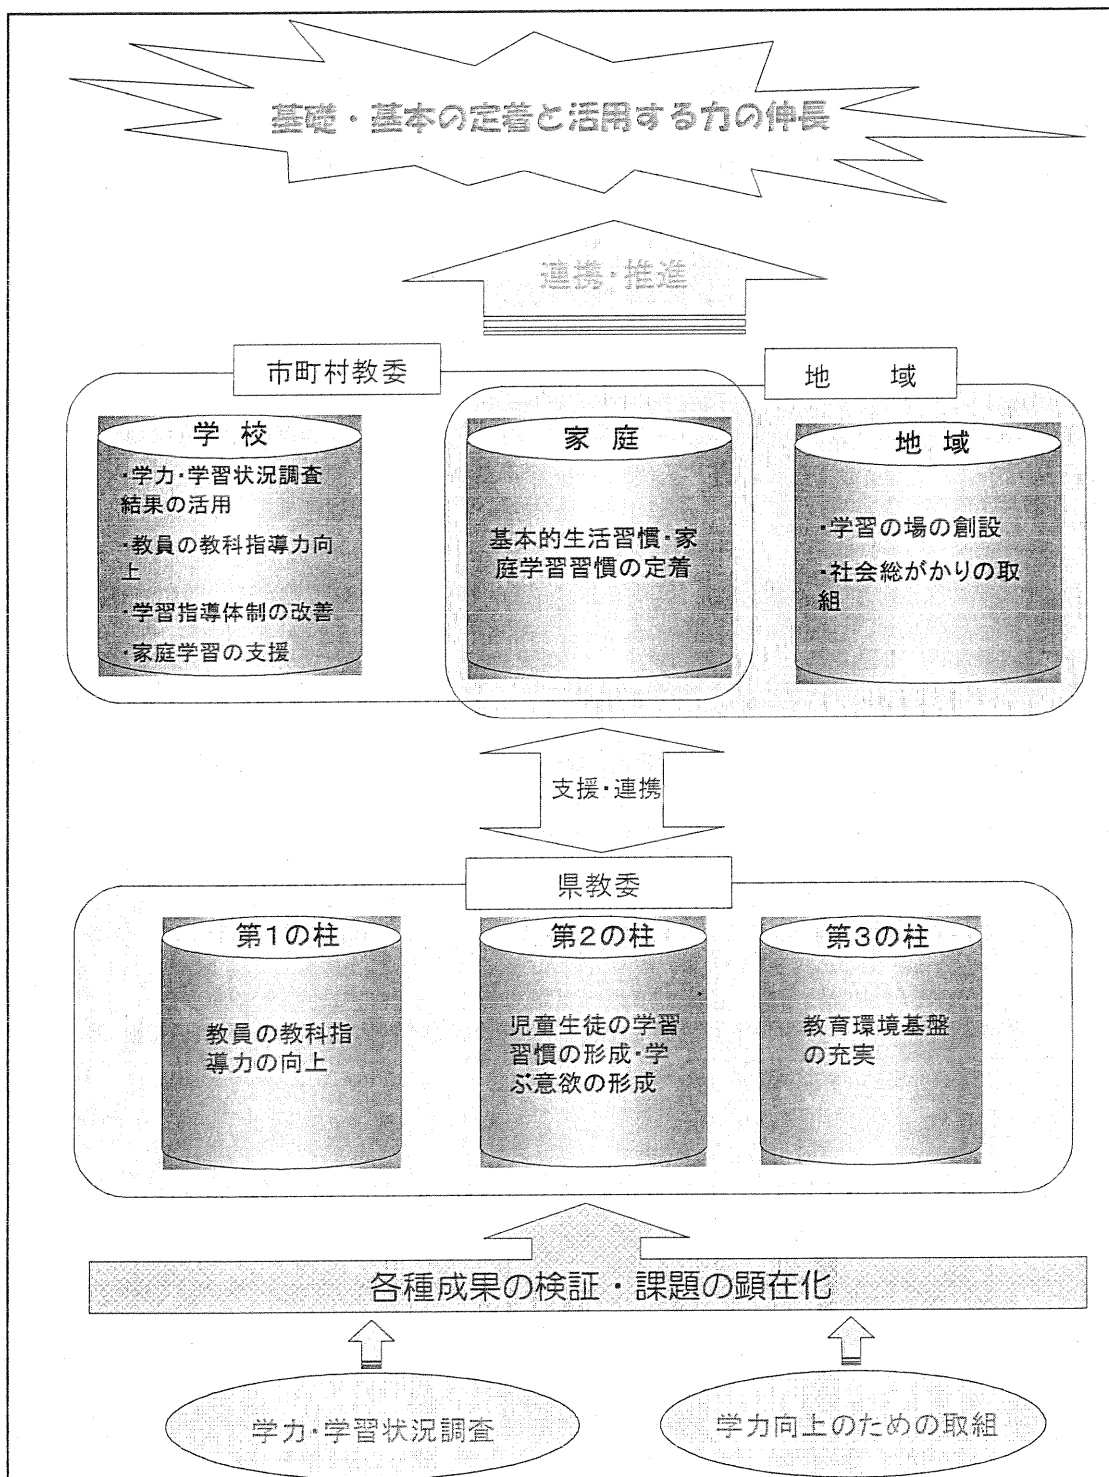 基礎・基本の定着と活用する力の伸長
連携・推進
市町村教委
地　　域
学 校
・学力・学習状況調査
結果の活用
・教員の教科指導力向
上
・学習指導体制の改善
・家庭学習の支援
家 庭
基本的生活習慣・家
庭学習習慣の定着
地域
・学習の場の創設
・社会総がかりの取
組
支援・連携
県教委
第1の柱
教員の教科指
導力の向上
第2の柱
児童生徒の学習
習慣の形成・学
ぶ意欲の形成
第3の柱
教育環境基盤
の充実
各種成果の検証・課題の顕在化
学力・学習状況調査
学力向上のための取組